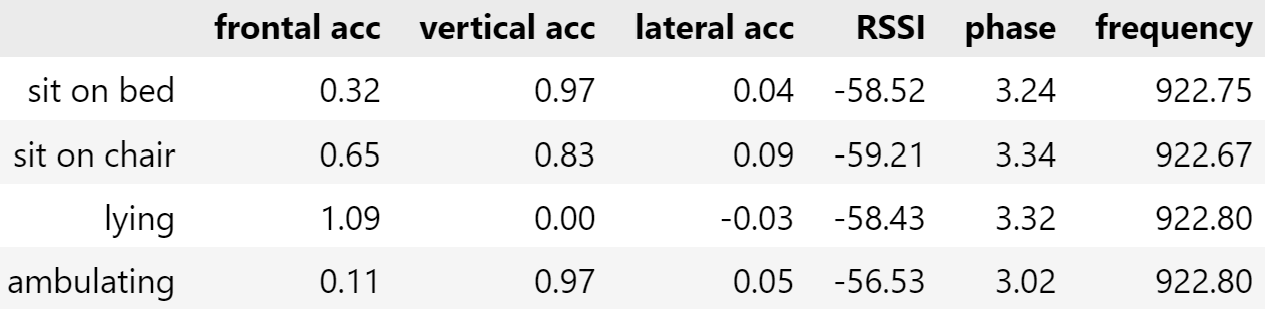 frontal acc vertical acc lateral acc RSSI phase frequency
sit on bed 0.32 0.97 0.04 -58.52 3.24 922.75
sit on chair 0.65 0.83 0.09 -59.21 3.34 922.67
lying 1.09 0.00 -0.03 -58.43 3.32 922.80
ambulating 0.11 0.97 0.05 -56.53 3.02 922.80